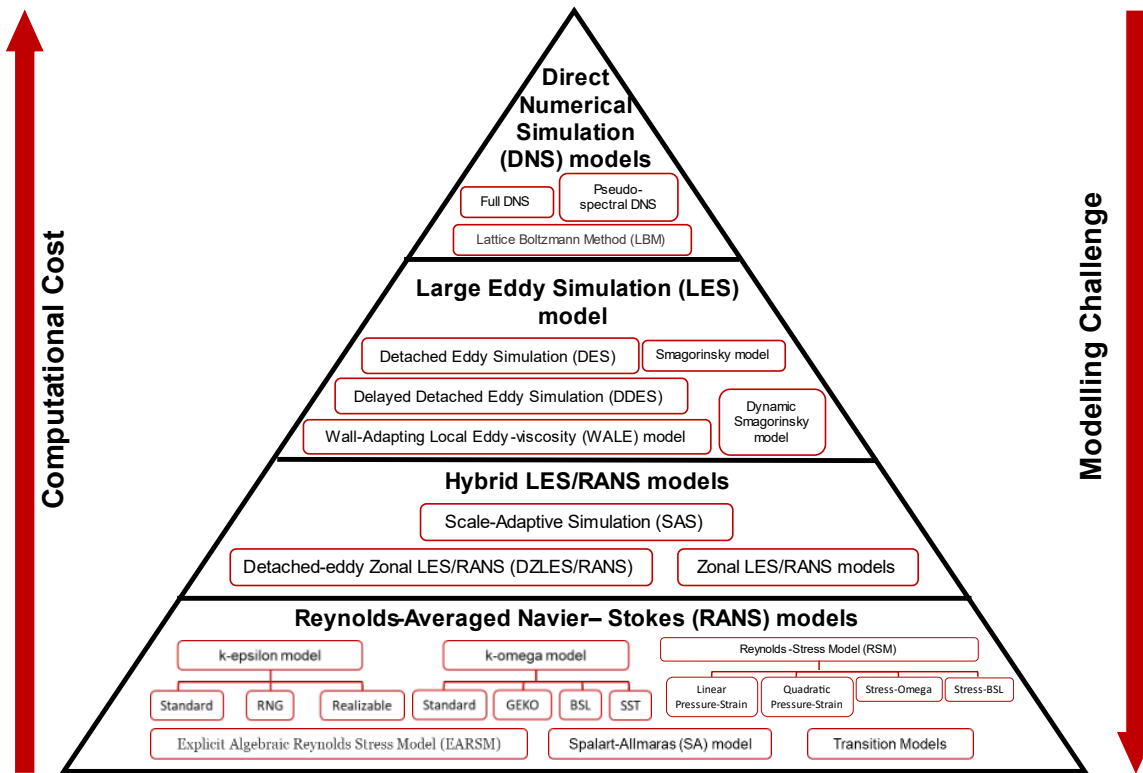 Direct
Numerical
Simulation
(DNS) models
Full DNS
Pseudo-
spectral DNS
Lattice Boltzmann Method (LBM)
Computational Cost
Modelling Challenge
Large Eddy Simulation (LES)
model
Detached Eddy Simulation (DES)
Smagorinsky model
Delayed Detached Eddy Simulation (DDES)
Dynamic
Smagorinsky
model
Wall-Adapting Local Eddy-viscosity (WALE) model
Hybrid LES/RANS models
Scale-Adaptive Simulation (SAS)
Detached-eddy Zonal LES/RANS (DZLES/RANS)
Zonal LES/RANS models
Reynolds-Averaged Navier– Stokes (RANS) models
k-epsilon model
k-omega model
Reynolds-Stress Model (RSM)
Standard
RNG
Realizable
Standard
GEKO
BSL
SST
Linear
Pressure-Strain
Quadratic
Pressure-Strain
Stress-Omega
Stress-BSL
Explicit Algebraic Reynolds Stress Model (EARSM)
Spalart-Allmaras (SA) model
Transition Models